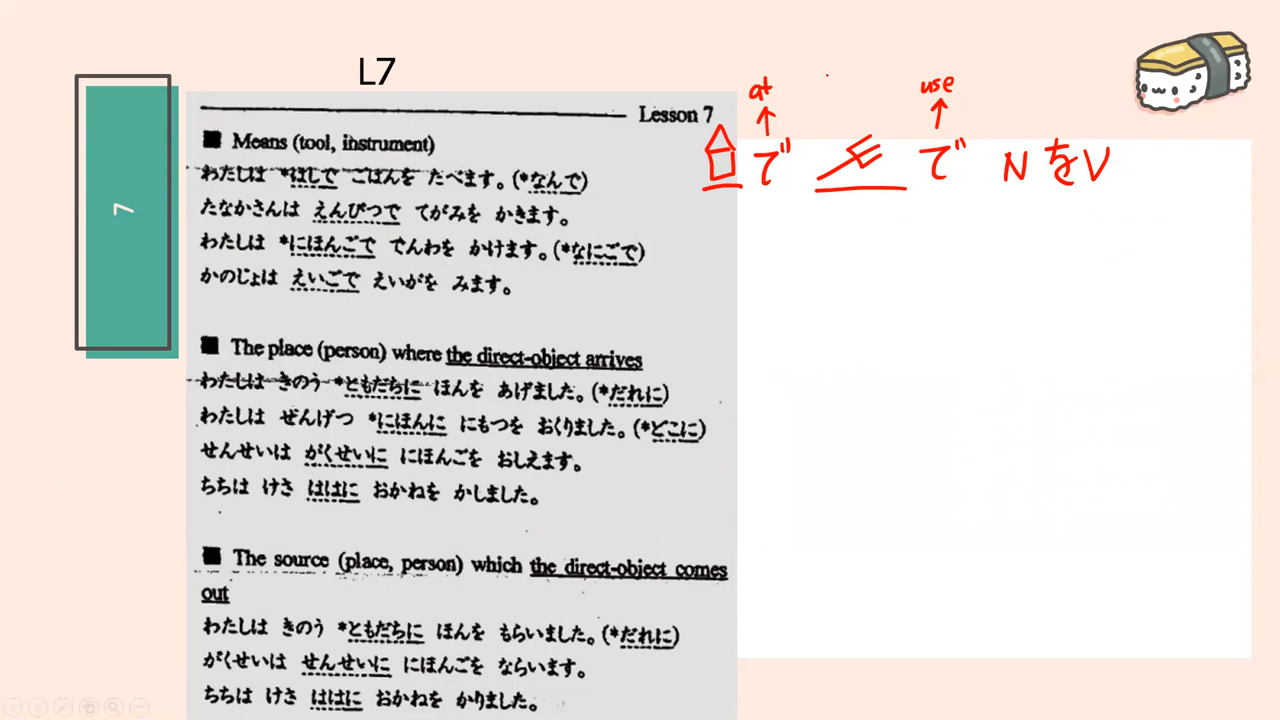 L7
7
Lesson 7
■ Means (tool, instrument)
わたしは *はしで ごはんを たべます。(*なんで)
たなかさんは えんぴつで てがみを かきます。
わたしは *にほんごで でんわを かけます。(*なにごで)
かのじょは えいごで えいがを みます。
■ The place (person) where the direct-object arrives
わたしは きのう *ともだちに ほんを あげました。(*だれに)
わたしは せんげつ *にほんに にもつを おくりました。(*どこに)
せんせいは がくせいに にほんごを おしえます。
ちちは けさ ははに おかねを かしました。
■ The source (place, person) which the direct-object comes
out
わたしは きのう *ともだちに ほんを もらいました。(*だれに)
がくせいは せんせいに にほんごを ならいます。
ちちは けさ ははに おかねを かりました。
at use
で で N をV